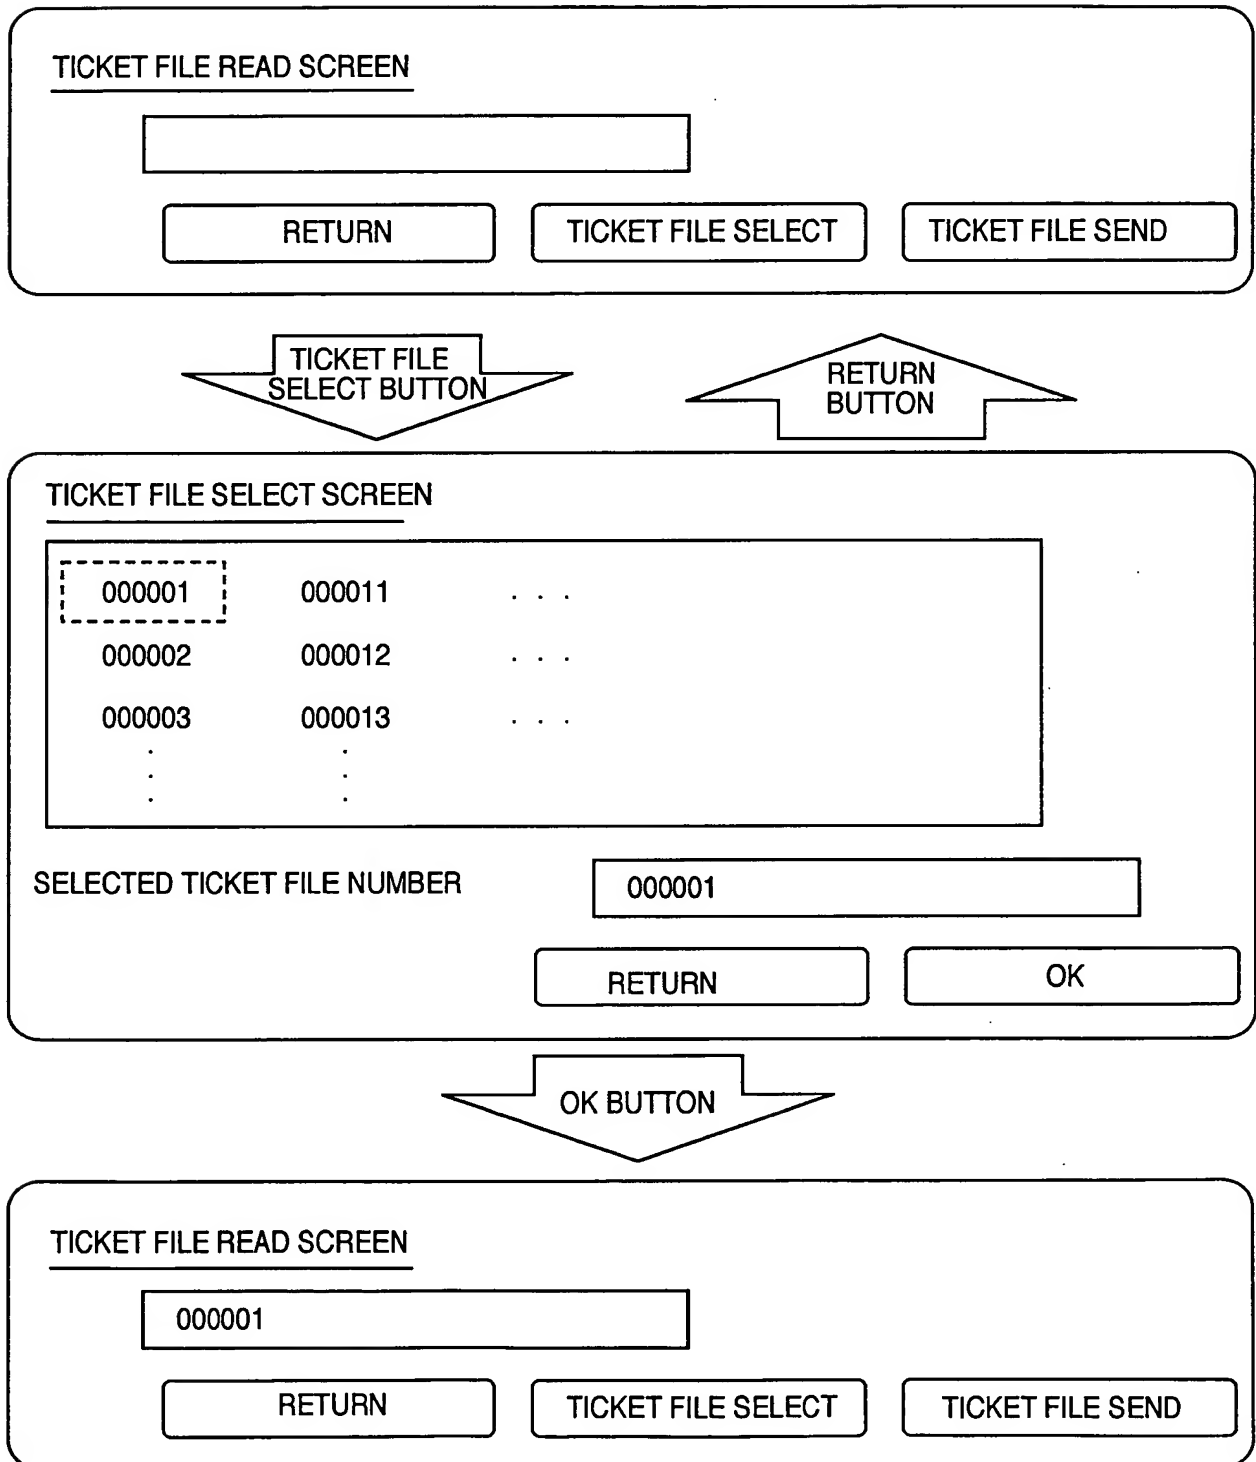 TICKET FILE READ SCREEN
RETURN TICKET FILE SELECT TICKET FILE SEND
TICKET FILE
SELECT BUTTON
RETURN
BUTTON
TICKET FILE SELECT SCREEN
000001 000011 . . .
000002 000012 . . .
000003 000013 . . .
SELECTED TICKET FILE NUMBER 000001
RETURN OK
OK BUTTON
TICKET FILE READ SCREEN
000001
RETURN TICKET FILE SELECT TICKET FILE SEND